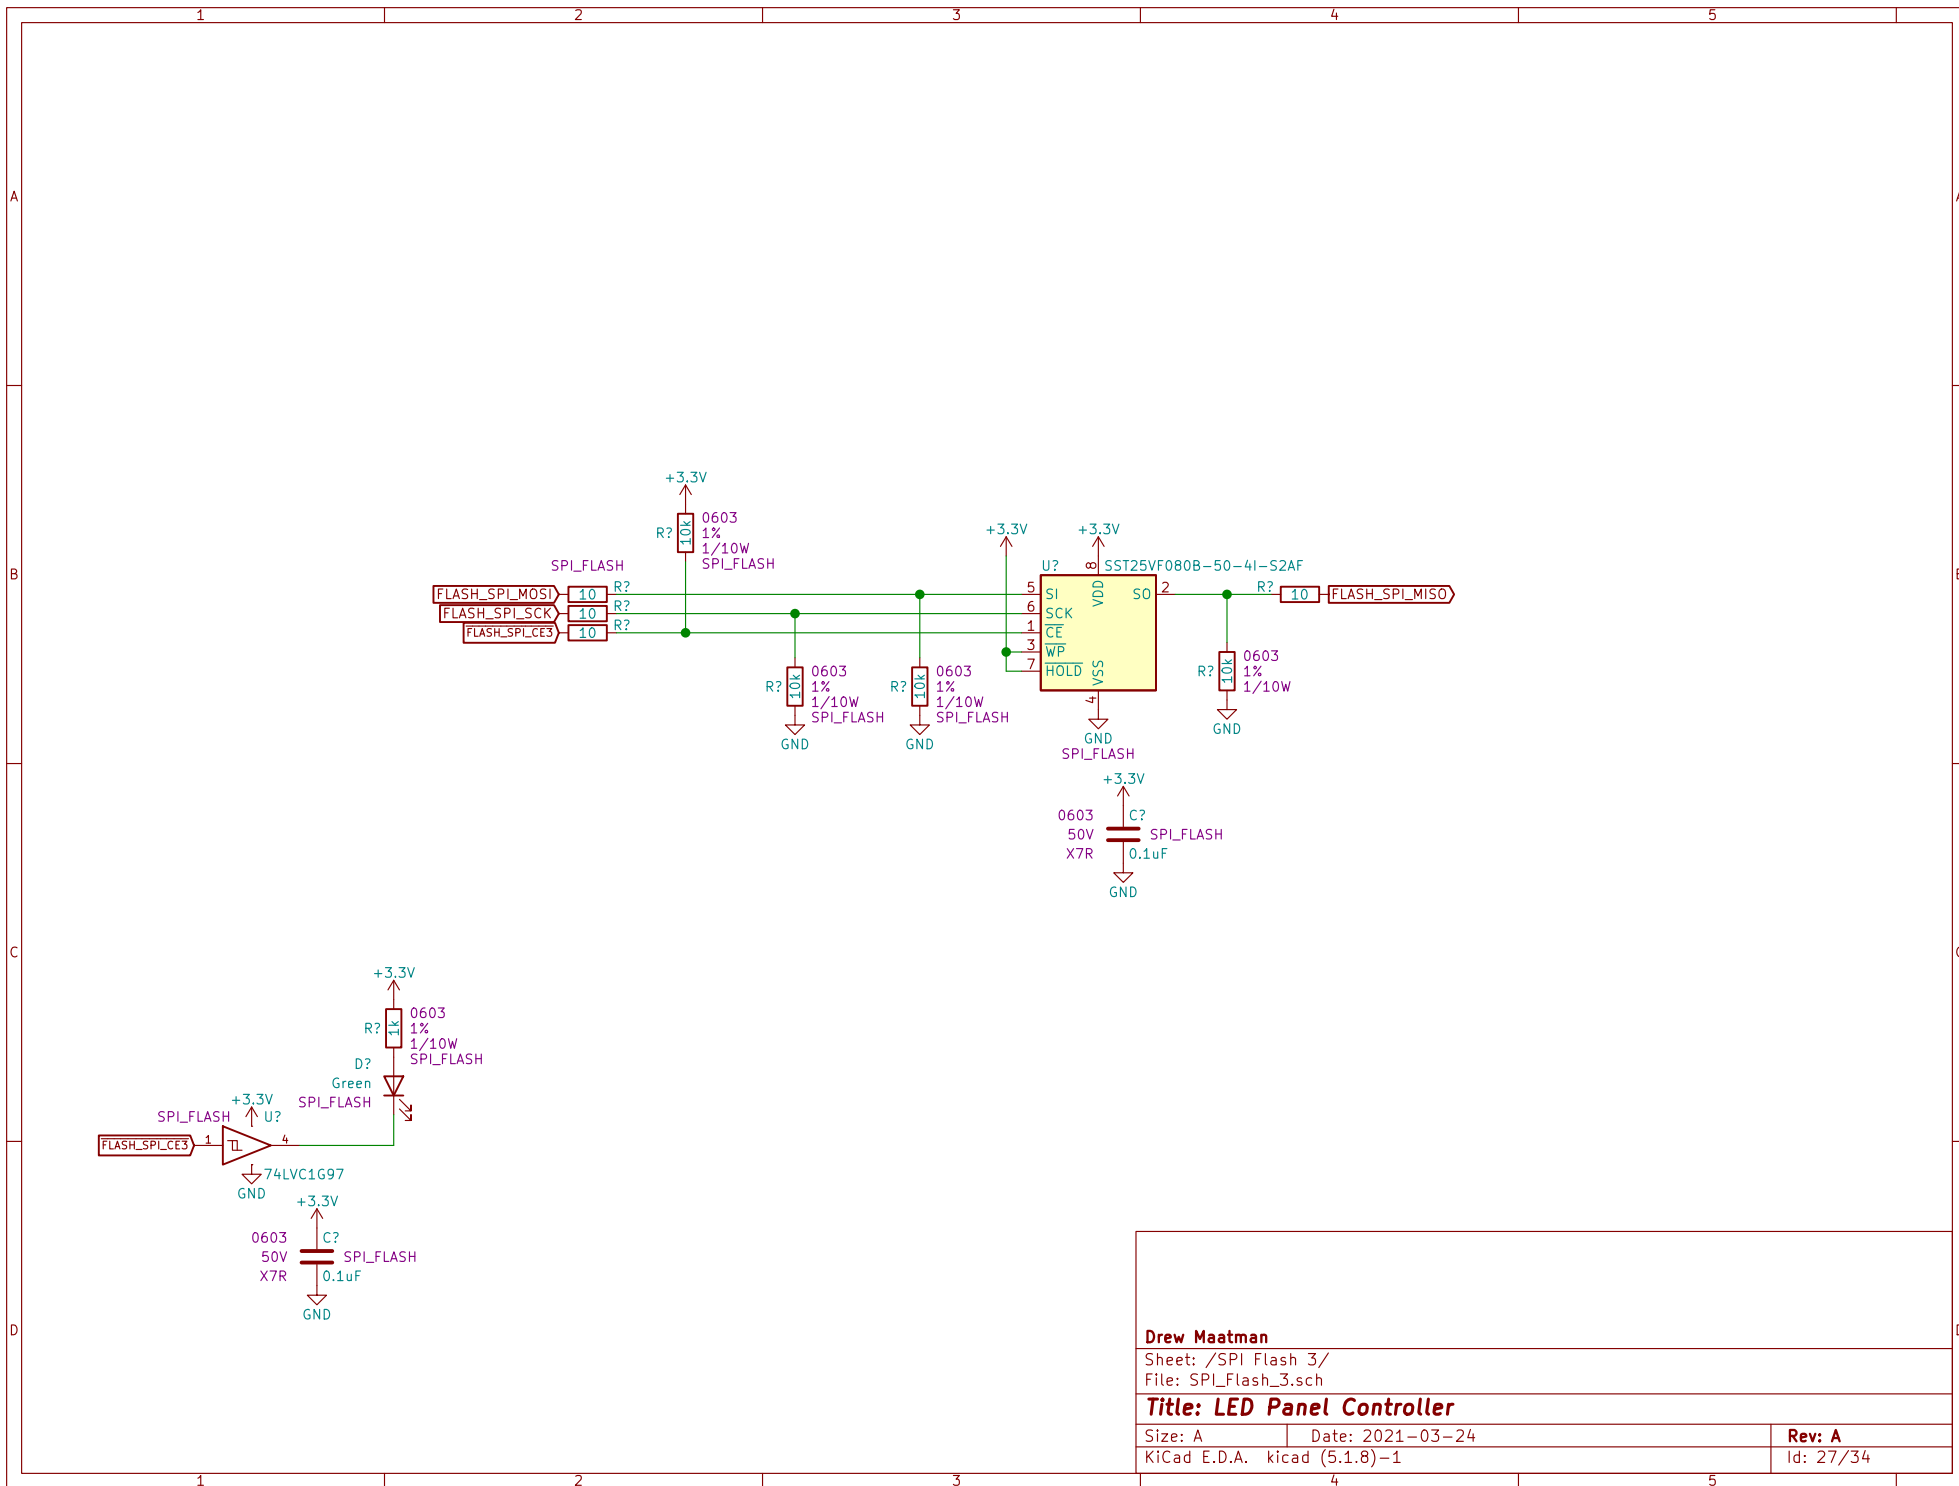 1 2 3 4 5
A A
+3.3V
R? 10k 0603
1%
1/10W
SPI_FLASH
+3.3V +3.3V
B
SPI_FLASH
U? SST25VF080B-50-4I-S2AF
FLASH_SPI_MOSI 10 R?
FLASH_SPI_SCK 10 R?
FLASH_SPI_CE3 10 R?
8 VDD
5 SI SO 2
6 SCK
1 CE
3 WP
7 HOLD
VSS 4
R? 10 FLASH_SPI_MISO
R? 10k 0603
1%
1/10W
SPI_FLASH
GND
R? 10k 0603
1%
1/10W
SPI_FLASH
GND
GND
SPI_FLASH
R? 10k 0603
1%
1/10W
GND
+3.3V
0603 C?
50V SPI_FLASH
X7R 0.1uF
GND
C
+3.3V
R? 1k 0603
1%
1/10W
SPI_FLASH
D?
Green
SPI_FLASH
+3.3V
SPI_FLASH U?
FLASH_SPI_CE3 1 4
74LVC1G97
GND
+3.3V
0603 C?
50V SPI_FLASH
X7R 0.1uF
GND
D
Drew Maatman
Sheet: /SPI Flash 3/
File: SPI_Flash_3.sch
Title: LED Panel Controller
Size: A Date: 2021-03-24 Rev: A
KiCad E.D.A. kicad (5.1.8)-1 Id: 27/34
1 2 3 4 5